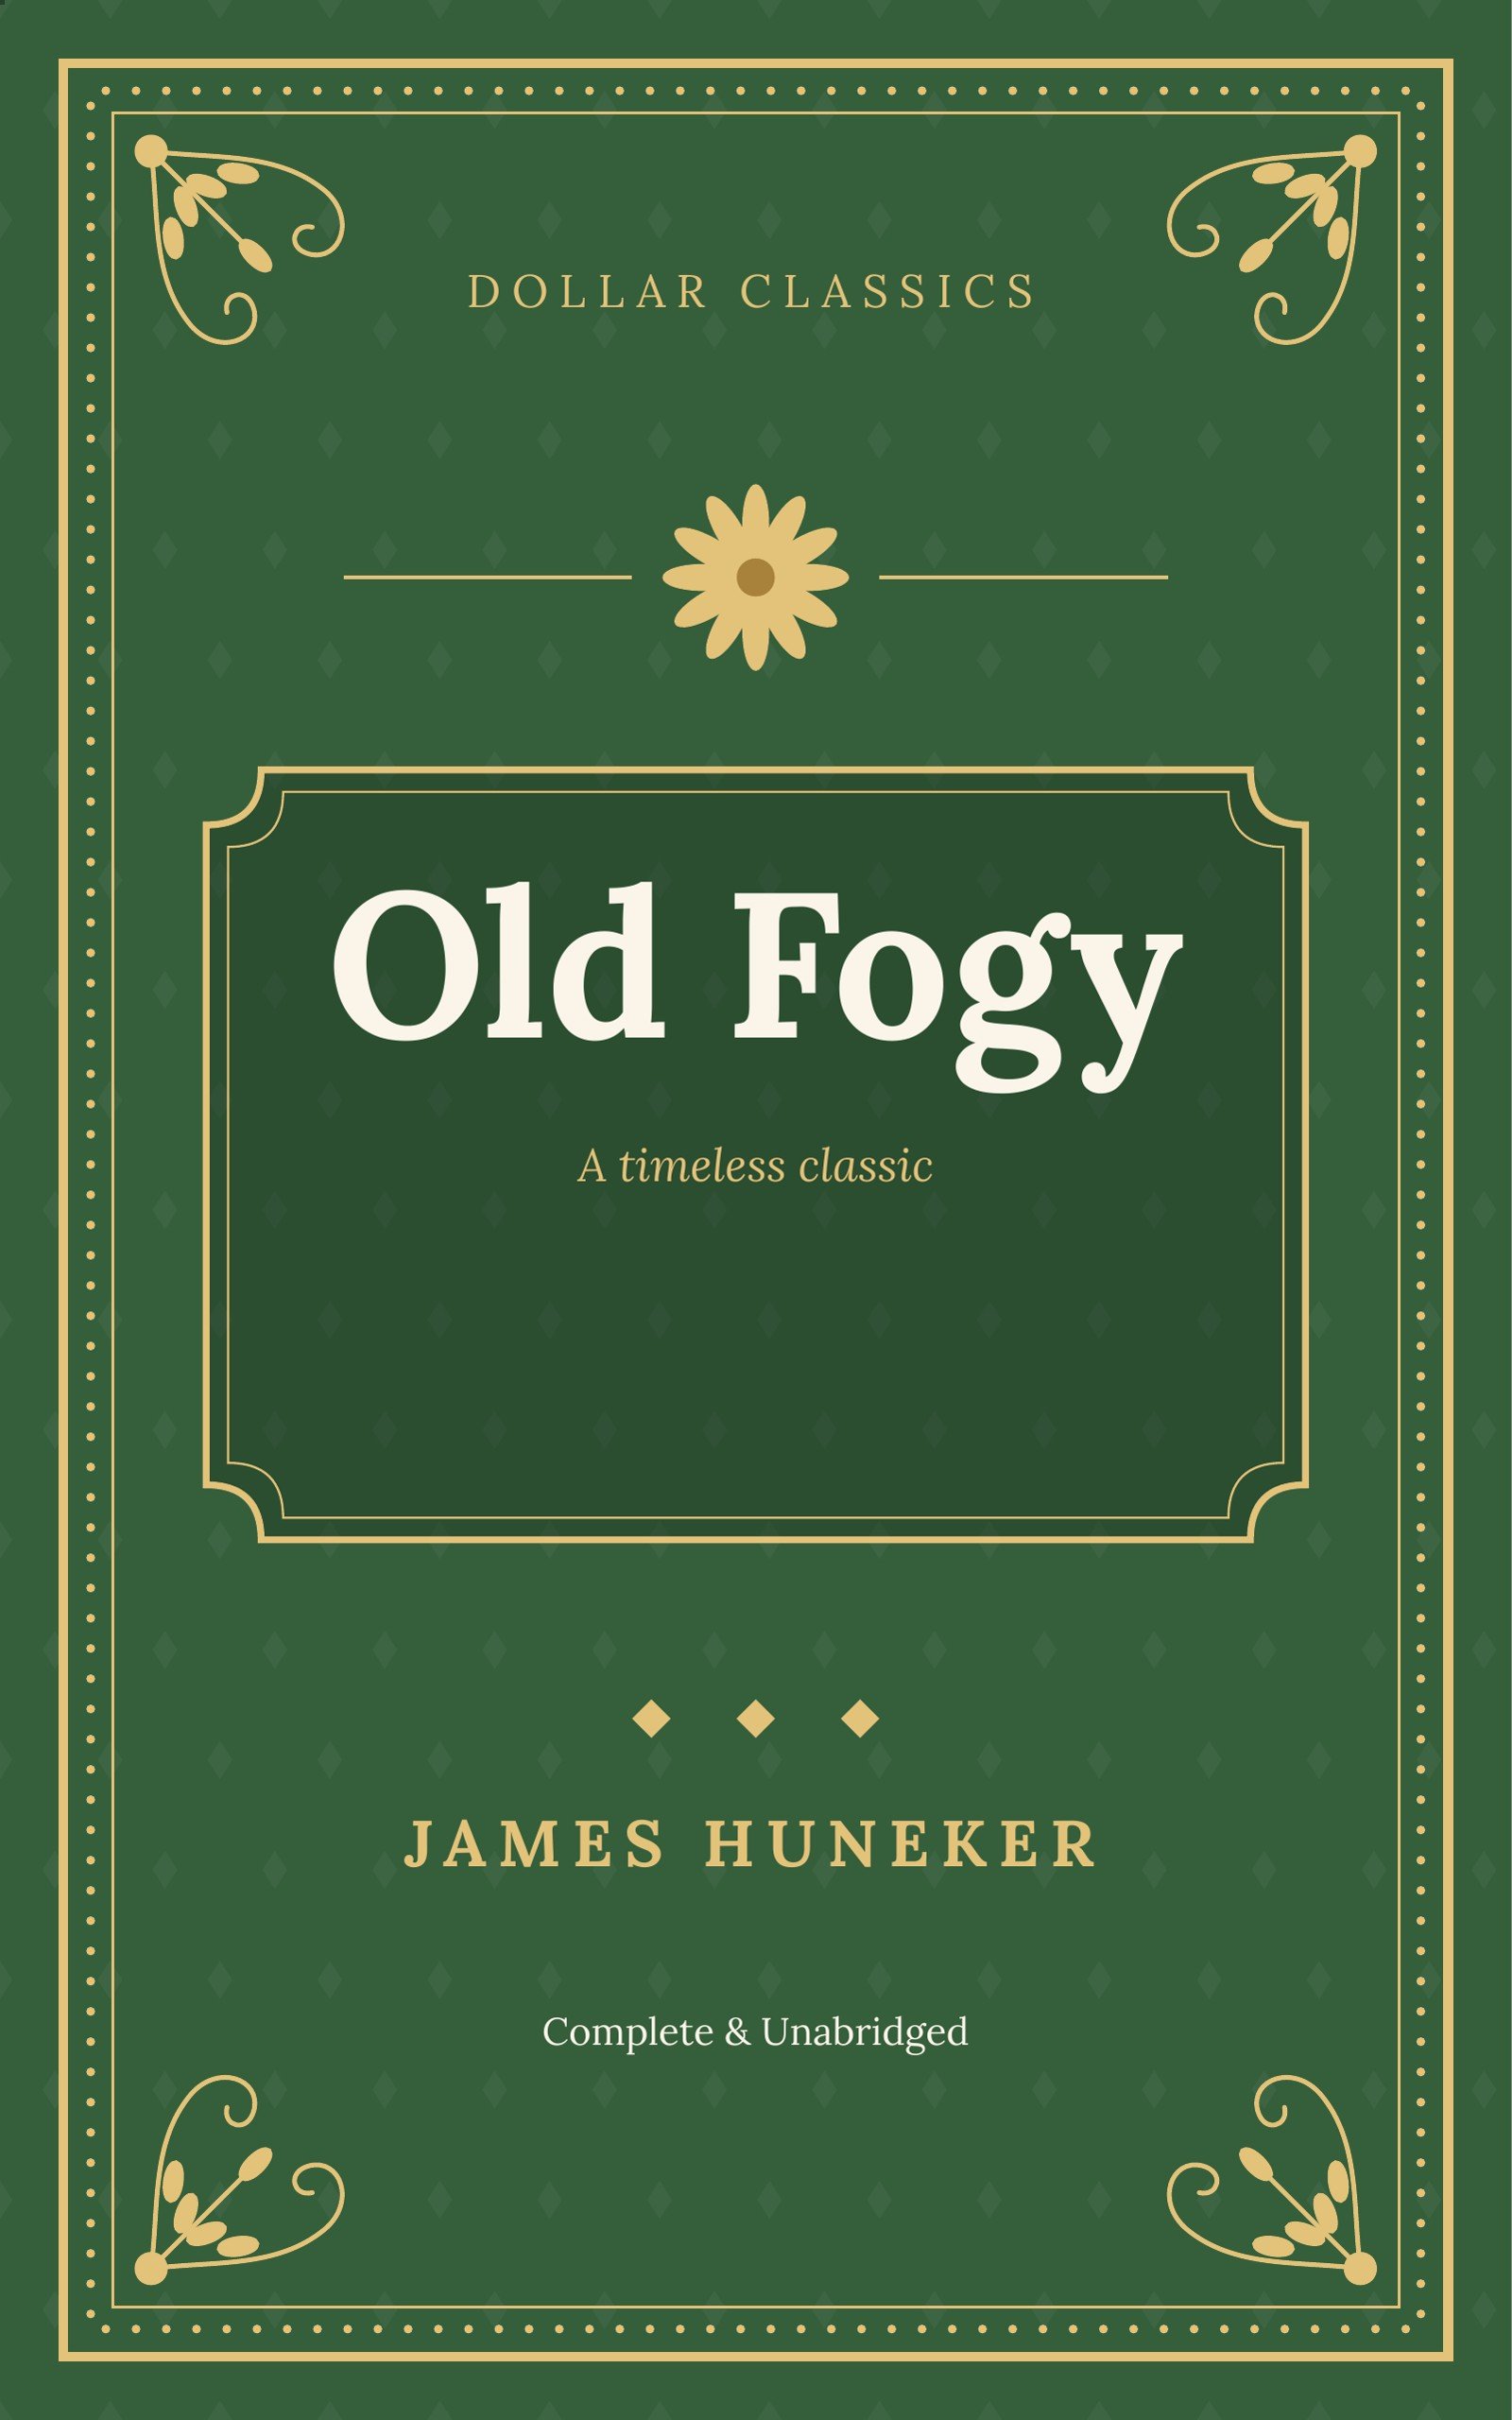 DOLLAR CLASSICS
Old Fogy
A timeless classic
JAMES HUNEKER
Complete & Unabridged